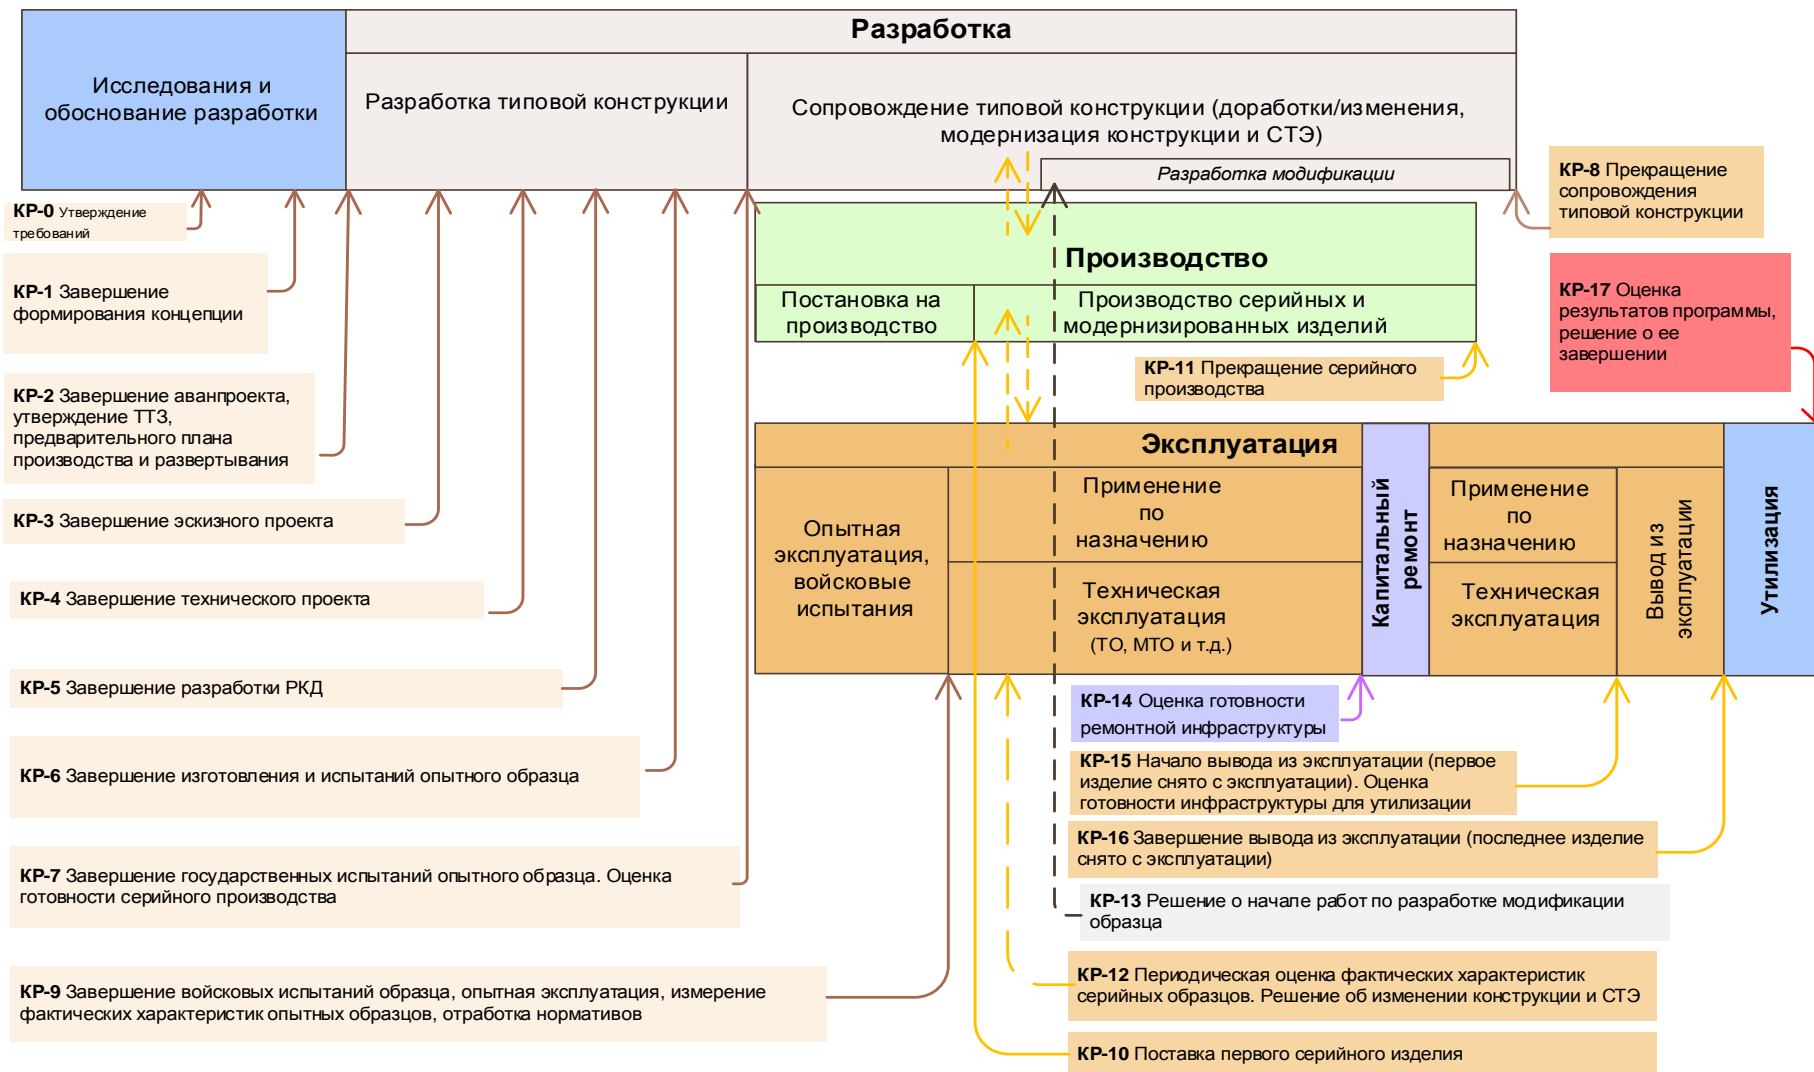 Разработка
Исследования и
обоснование разработки
Разработка типовой конструкции
Сопровождение типовой конструкции (доработки/изменения,
модернизация конструкции и СТЭ)
Разработка модификации
КР-8 Прекращение
сопровождения
типовой конструкции
КР-0 Утверждение
требований
КР-1 Завершение
формирования концепции
Производство
Постановка на
производство
Производство серийных и
модернизированных изделий
КР-17 Оценка
результатов программы,
решение о ее
завершении
КР-11 Прекращение серийного
производства
КР-2 Завершение аванпроекта,
утверждение ТТЗ,
предварительного плана
производства и развертывания
Эксплуатация
Опытная
эксплуатация,
войсковые
испытания
Применение
по
назначению
Техническая
эксплуатация
(ТО, МТО и т.д.)
Капитальный
ремонт
Применение
по
назначению
Техническая
эксплуатация
Вывод из
эксплуатации
Утилизация
КР-3 Завершение эскизного проекта
КР-4 Завершение технического проекта
КР-5 Завершение разработки РКД
КР-14 Оценка готовности
ремонтной инфраструктуры
КР-6 Завершение изготовления и испытаний опытного образца
КР-15 Начало вывода из эксплуатации (первое
изделие снято с эксплуатации). Оценка
готовности инфраструктуры для утилизации
КР-16 Завершение вывода из эксплуатации (последнее изделие
снято с эксплуатации)
КР-7 Завершение государственных испытаний опытного образца. Оценка
готовности серийного производства
КР-13 Решение о начале работ по разработке модификации
образца
КР-9 Завершение войсковых испытаний образца, опытная эксплуатация, измерение
фактических характеристик опытных образцов, отработка нормативов
КР-12 Периодическая оценка фактических характеристик
серийных образцов. Решение об изменении конструкции и СТЭ
КР-10 Поставка первого серийного изделия